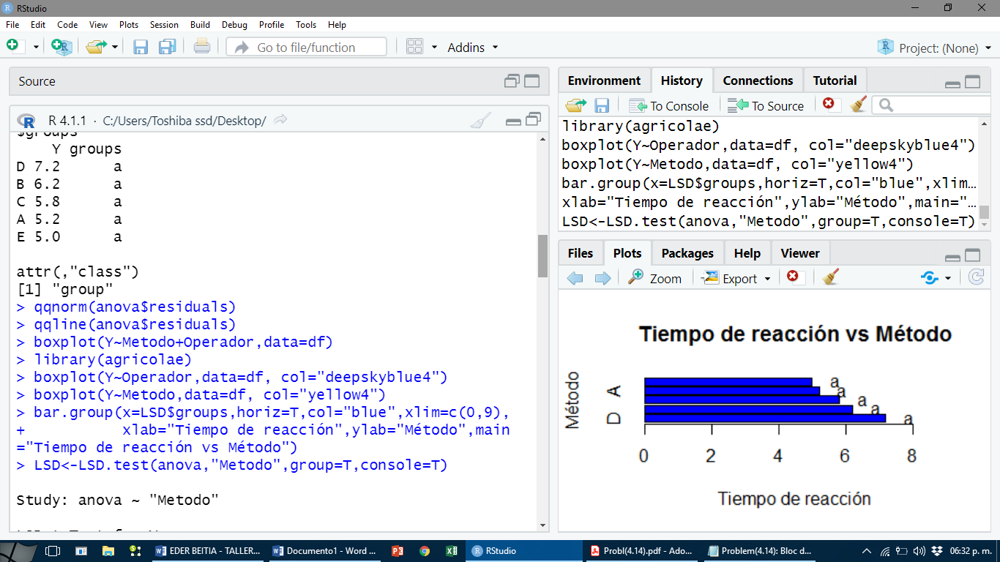 RStudio
File Edit Code View Plots Session Build Debug Profile Tools Help
Go to file/function Addins Project: (None)
Source
R 4.1.1 · C:/Users/Toshiba ssd/Desktop/
$groups
Y groups
D 7.2 a
B 6.2 a
C 5.8 a
A 5.2 a
E 5.0 a
attr(,"class")
[1] "group"
> qqnorm(anova$residuals)
> qqline(anova$residuals)
> boxplot(Y~Metodo+Operador,data=df)
> library(agricolae)
> boxplot(Y~Operador,data=df, col="deepskyblue4")
> boxplot(Y~Metodo,data=df, col="yellow4")
> bar.group(x=LSD$groups,horiz=T,col="blue",xlim=c(0,9),
+ xlab="Tiempo de reacción",ylab="Método",main
="Tiempo de reacción vs Método")
> LSD<-LSD.test(anova,"Metodo",group=T,console=T)
Study: anova ~ "Metodo"
Environment History Connections Tutorial
To Console To Source
library(agricolae)
boxplot(Y~Operador,data=df, col="deepskyblue4")
boxplot(Y~Metodo,data=df, col="yellow4")
bar.group(x=LSD$groups,horiz=T,col="blue",xlim…
xlab="Tiempo de reacción",ylab="Método",main="…
LSD<-LSD.test(anova,"Metodo",group=T,console=T)
Files Plots Packages Help Viewer
Zoom Export
Tiempo de reacción vs Método
Método
D A
a
a
a
a
a
0 2 4 6 8
Tiempo de reacción
EDER BEITIA - TALLER... Documento1 - Word ... RStudio Probl(4.14).pdf - Ado... Problem(4.14): Bloc d... 06:32 p. m.